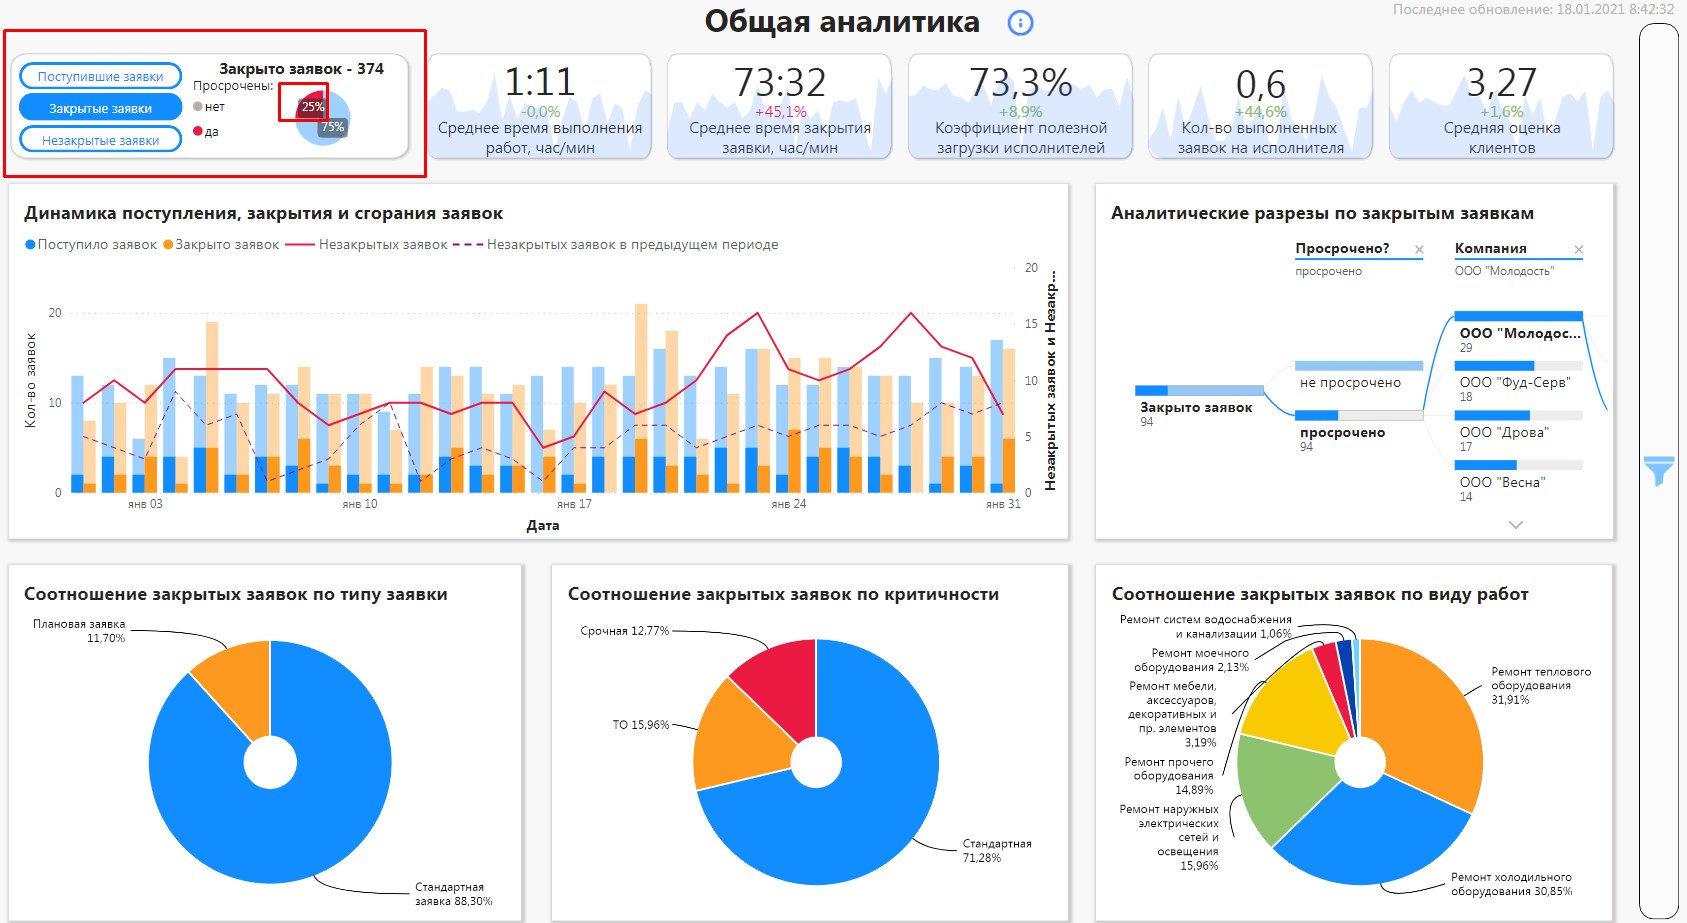 Общая аналитика
Последнее обновление: 18.01.2021 8:42:32
Поступившие заявки
Закрытые заявки
Незакрытые заявки
Закрыто заявок - 374
Просрочены:
нет
да
25%
75%
1:11
-0,0%
Среднее время выполнения
работ, час/мин
73:32
+45,1%
Среднее время закрытия
заявки, час/мин
73,3%
+8,9%
Коэффициент полезной
загрузки исполнителей
0,6
+44,6%
Кол-во выполненных
заявок на исполнителя
3,27
+1,6%
Средняя оценка
клиентов
Динамика поступления, закрытия и сгорания заявок
Поступило заявок
Закрыто заявок
Незакрытых заявок
Незакрытых заявок в предыдущем периоде
Кол-во заявок
20
10
0
20
15
10
5
0
Незакрытых заявок и Незакр...
янв 03
янв 10
янв 17
янв 24
янв 31
Дата
Аналитические разрезы по закрытым заявкам
Просрочено?
просрочено
Компания
ООО "Молодость"
Закрыто заявок
94
не просрочено
просрочено
94
ООО "Молодос...
29
ООО "Фуд-Серв"
18
ООО "Дрова"
17
ООО "Весна"
14
Соотношение закрытых заявок по типу заявки
Плановая заявка
11,70%
Стандартная
заявка 88,30%
Соотношение закрытых заявок по критичности
Срочная 12,77%
ТО 15,96%
Стандартная
71,28%
Соотношение закрытых заявок по виду работ
Ремонт систем водоснабжения
и канализации 1,06%
Ремонт моечного
оборудования 2,13%
Ремонт мебели,
аксессуаров,
декоративных и
пр. элементов
3,19%
Ремонт прочего
оборудования
14,89%
Ремонт наружных
электрических
сетей и
освещения
15,96%
Ремонт теплового
оборудования
31,91%
Ремонт холодильного
оборудования 30,85%